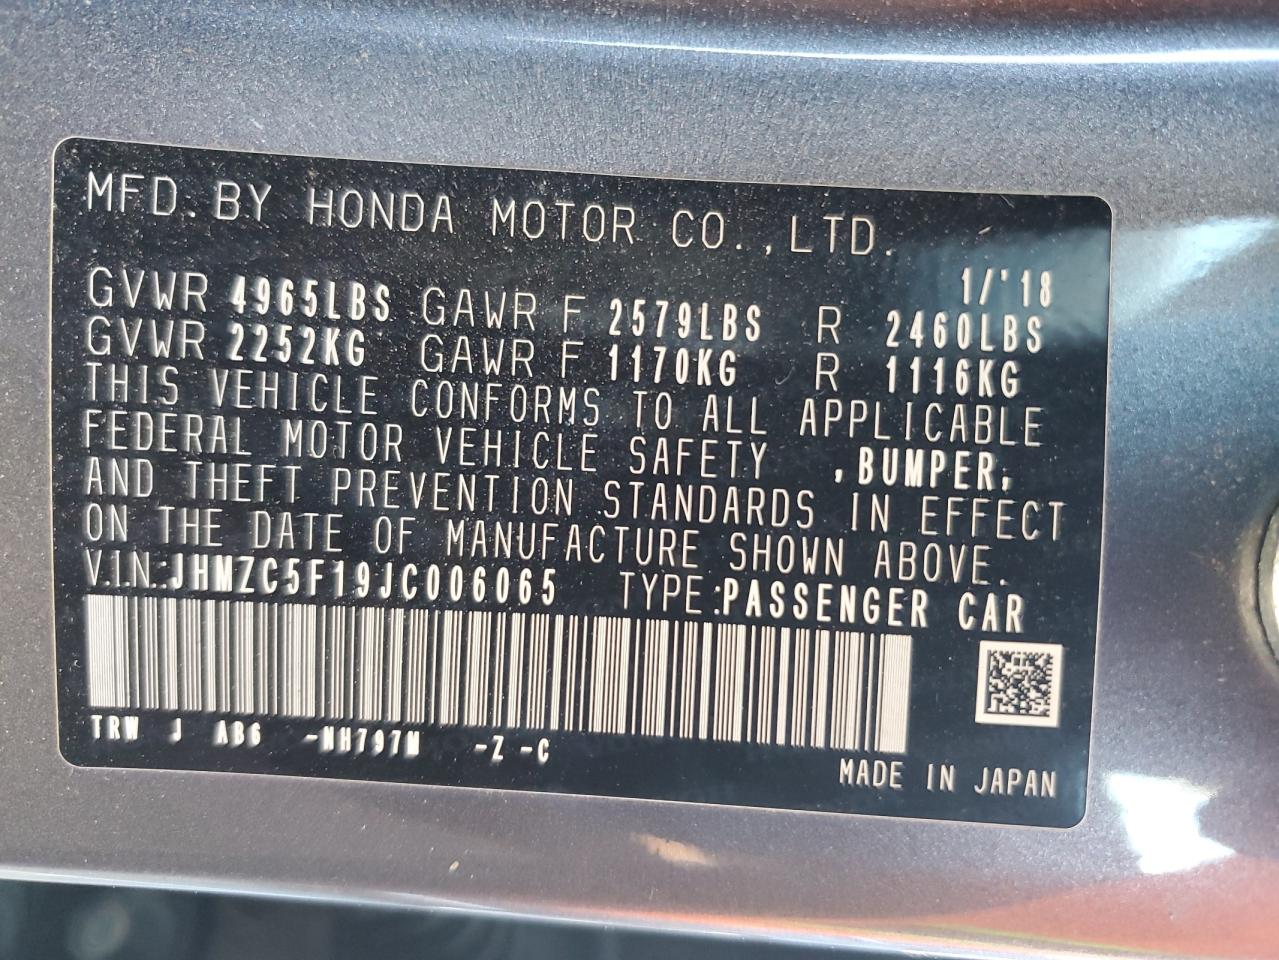 MFD. BY HONDA MOTOR CO., LTD.
1/'18
GVWR 4965LBS GAWR F 2579LBS R 2460LBS
GVWR 2252KG GAWR F 1170KG R 1116KG
THIS VEHICLE CONFORMS TO ALL APPLICABLE
FEDERAL MOTOR VEHICLE SAFETY , BUMPER,
AND THEFT PREVENTION STANDARDS IN EFFECT
ON THE DATE OF MANUFACTURE SHOWN ABOVE.
V.I.N.:JHMZC5F19JC006065 TYPE:PASSENGER CAR
TRW J AB6 -NH797M -Z -C
MADE IN JAPAN